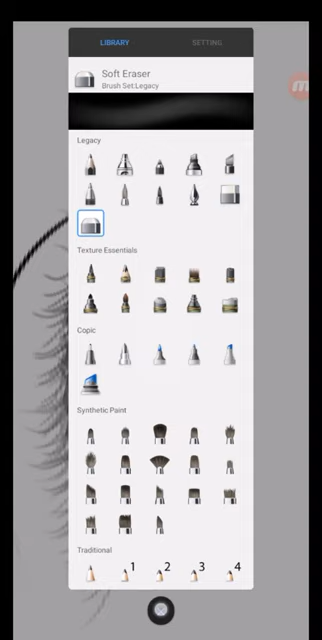 LIBRARY SETTING
Soft Eraser
Brush Set:Legacy
Legacy
Texture Essentials
Copic
Synthetic Paint
Traditional
1 2 3 4